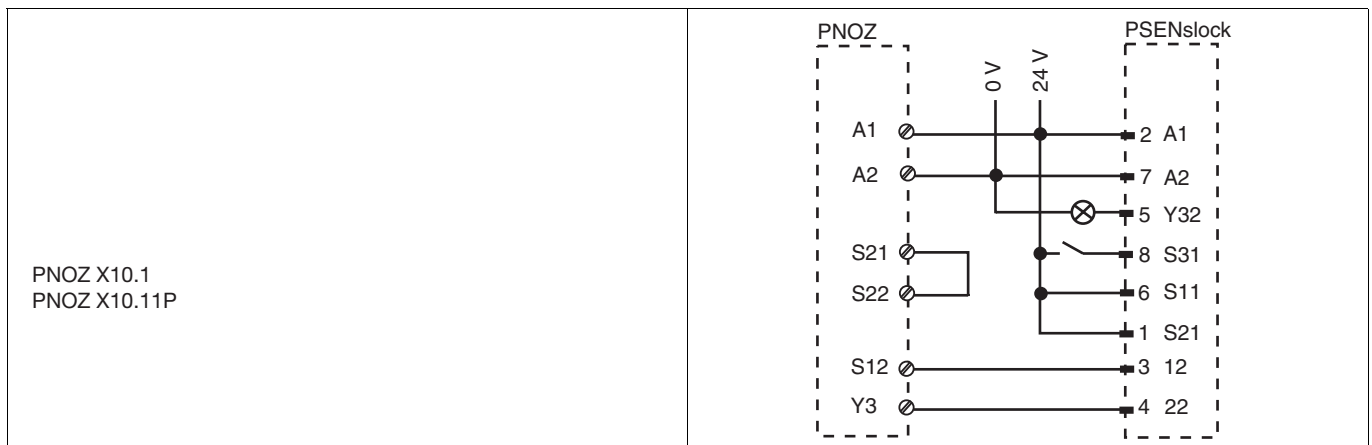 PNOZ X10.1
PNOZ X10.11P
PNOZ
PSENslock
0 V
24 V
A1
2 A1
A2
7 A2
5 Y32
S21
8 S31
S22
6 S11
1 S21
S12
3 12
Y3
4 22